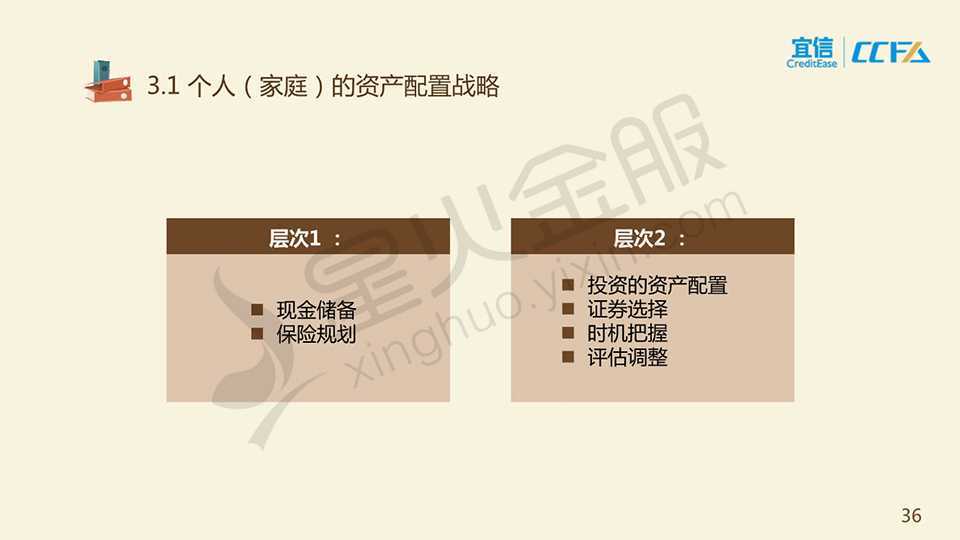 宜信
CreditEase
CCFA
3.1 个人（家庭）的资产配置战略
层次1 ：
现金储备
保险规划
层次2 ：
投资的资产配置
证券选择
时机把握
评估调整
星火金服
xinghuo.yixin.com
36